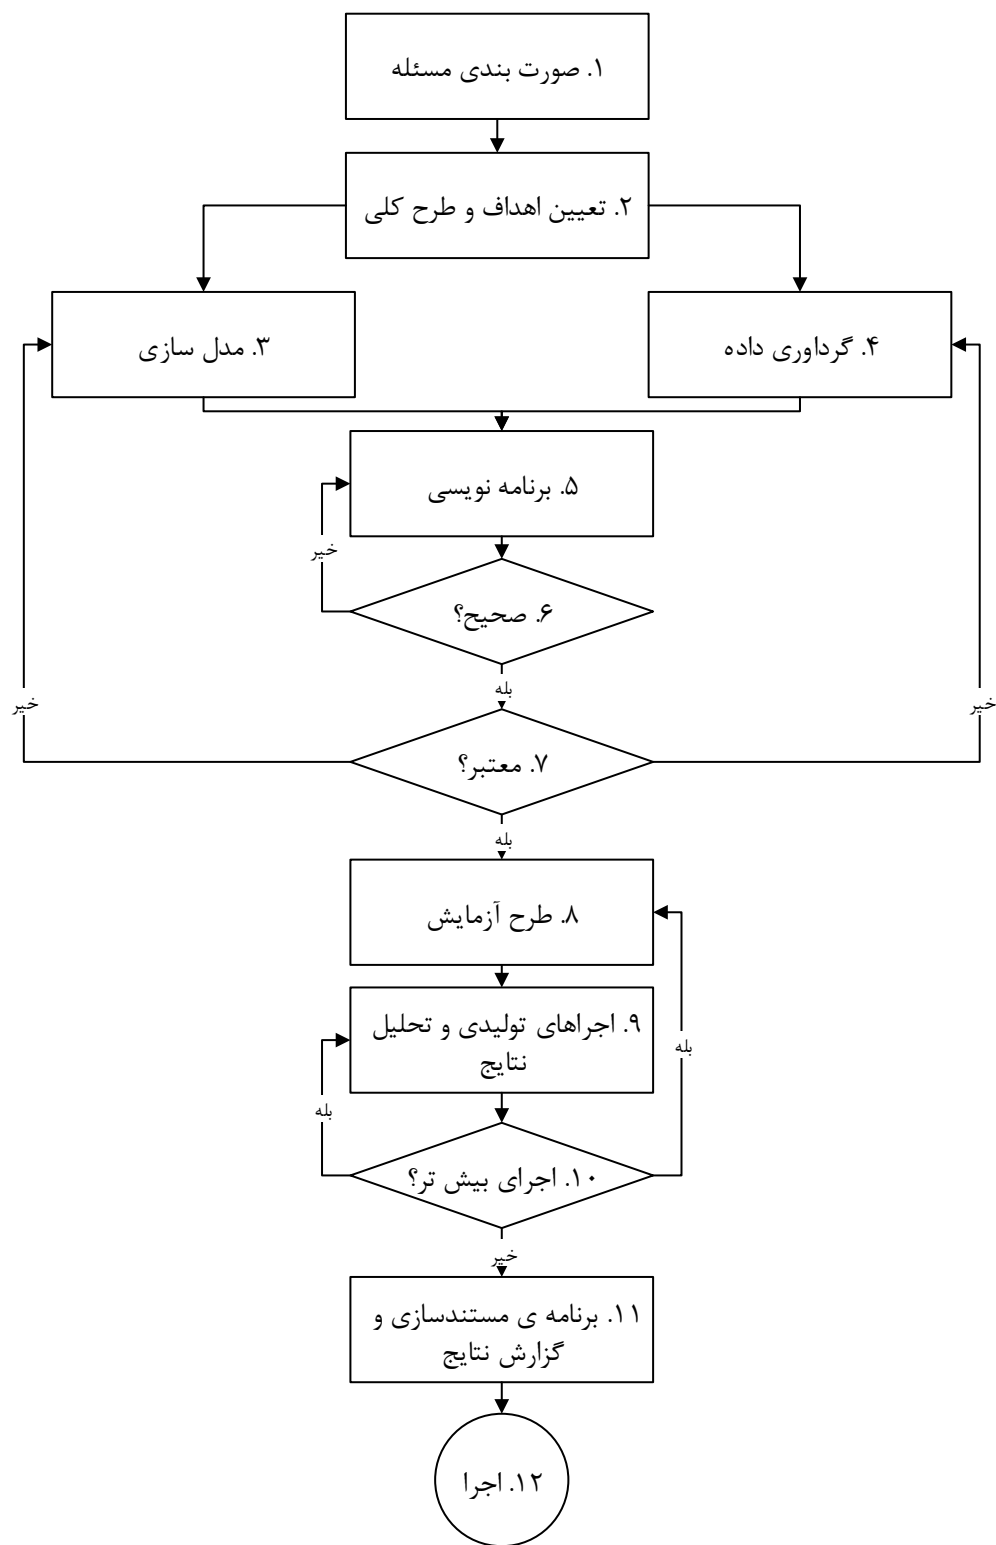 ۱. صورت بندی مسئله
۲. تعیین اهداف و طرح کلی
۴. گرداوری داده
۳. مدل سازی
۵. برنامه نویسی
خیر
۶. صحیح؟
بله
خیر
خیر
۷. معتبر؟
بله
۸. طرح آزمایش
۹. اجراهای تولیدی و تحلیل
نتایج
بله
بله
۱۰. اجرای بیش تر؟
خیر
۱۱. برنامه ی مستندسازی و
گزارش نتایج
۱۲. اجرا